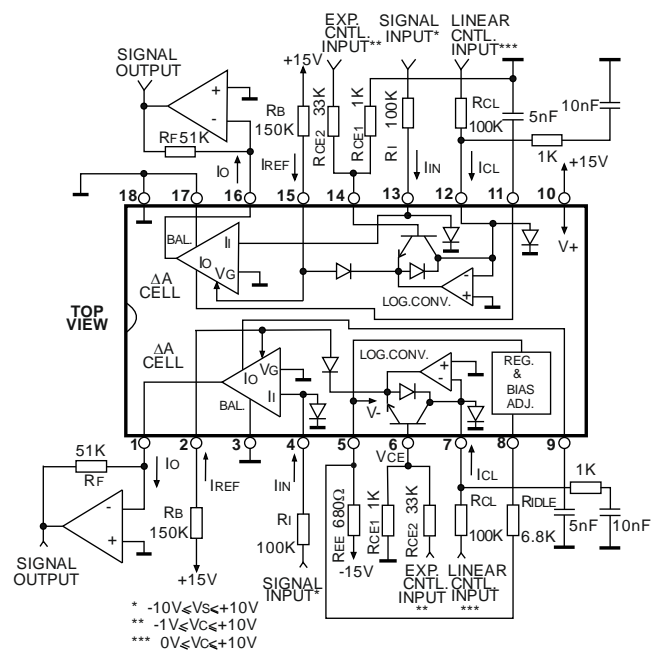 EXP. CNTL. INPUT**
SIGNAL INPUT*
LINEAR CNTL. INPUT***
SIGNAL OUTPUT
+15V
+
-
RF 51K
RB 150K
RCE2 33K
RCE1 1K
100K RI
RCL 100K
5nF
10nF
1K
+15V
IO
IREF
IIN
ICL
18
17
16
15
14
13
12
11
10
BAL.
II
IO
VG
ΔA CELL
LOG.CONV.
-
+
V+
TOP VIEW
ΔA CELL
IO
VG
II
BAL.
LOG.CONV.
+
-
V-
REG. & BIAS ADJ.
1
2
3
4
5
6
7
8
9
VCE
51K
RF
IO
IREF
IIN
ICL
-
+
SIGNAL OUTPUT
RB 150K
+15V
RI 100K
SIGNAL INPUT*
REE 680Ω
-15V
RCE1 1K
RCE2 33K
EXP. CNTL. INPUT **
RCL 100K
LINEAR CNTL. INPUT ***
RIDLE 6.8K
1K
5nF
10nF
* -10V≤VS≤+10V
** -1V≤VC≤+10V
*** 0V≤VC≤+10V